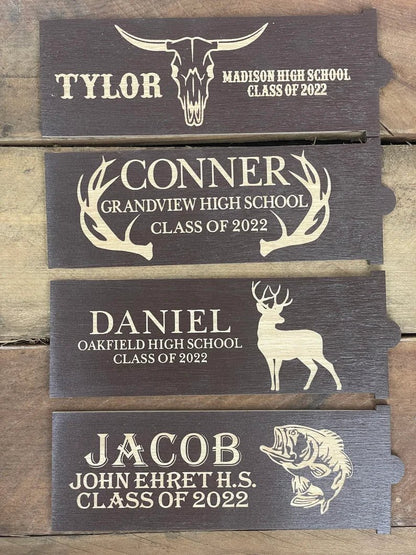 TYLOR
MADISON HIGH SCHOOL
CLASS OF 2022
CONNER
GRANDVIEW HIGH SCHOOL
CLASS OF 2022
DANIEL
OAKFIELD HIGH SCHOOL
CLASS OF 2022
JACOB
JOHN EHRET H.S.
CLASS OF 2022